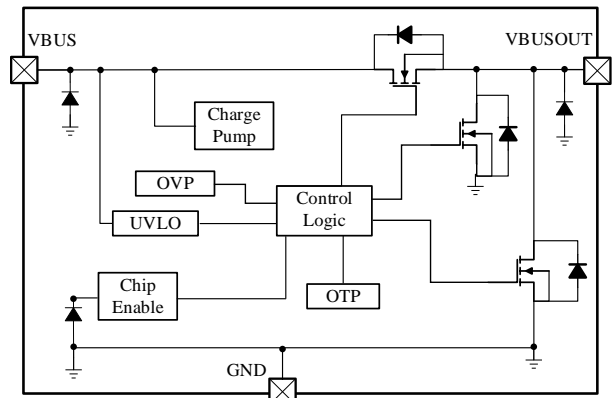 VBUS
VBUSOUT
Charge
Pump
OVP
Control
Logic
UVLO
Chip
Enable
OTP
GND